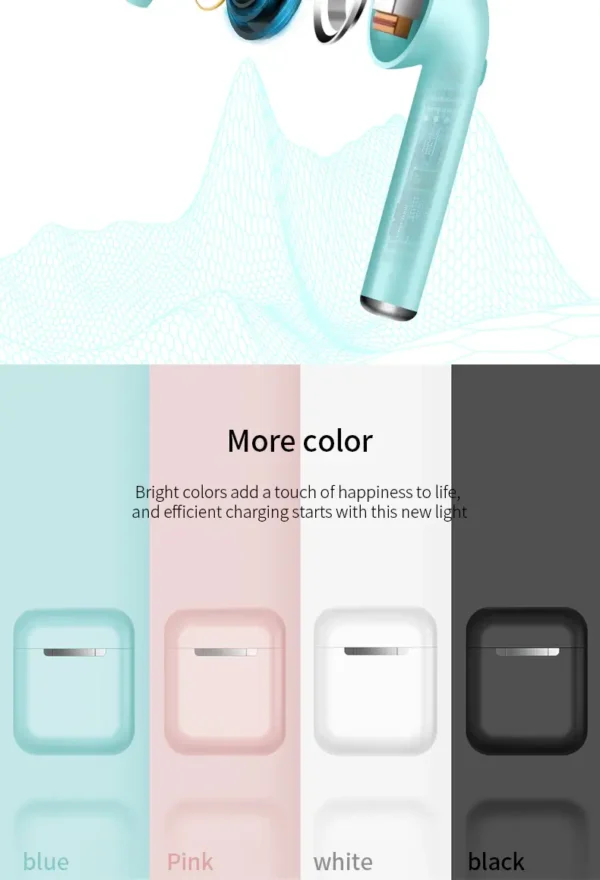 More color
Bright colors add a touch of happiness to life,
and efficient charging starts with this new light
blue
Pink
white
black